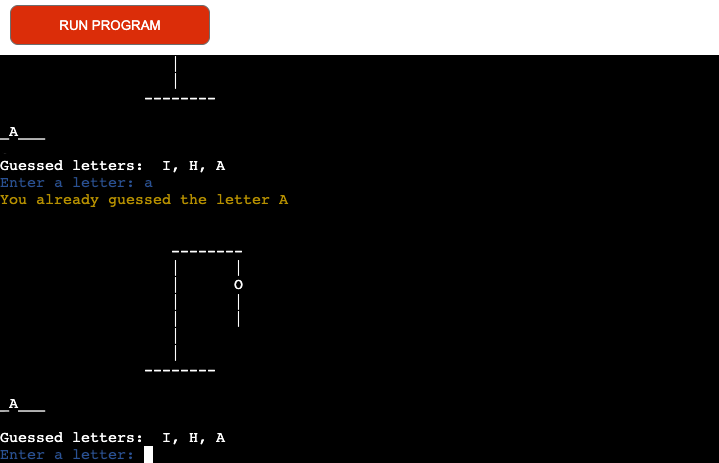 RUN PROGRAM
_A___
Guessed letters:  I, H, A
Enter a letter: a
You already guessed the letter A
O
_A___
Guessed letters:  I, H, A
Enter a letter: